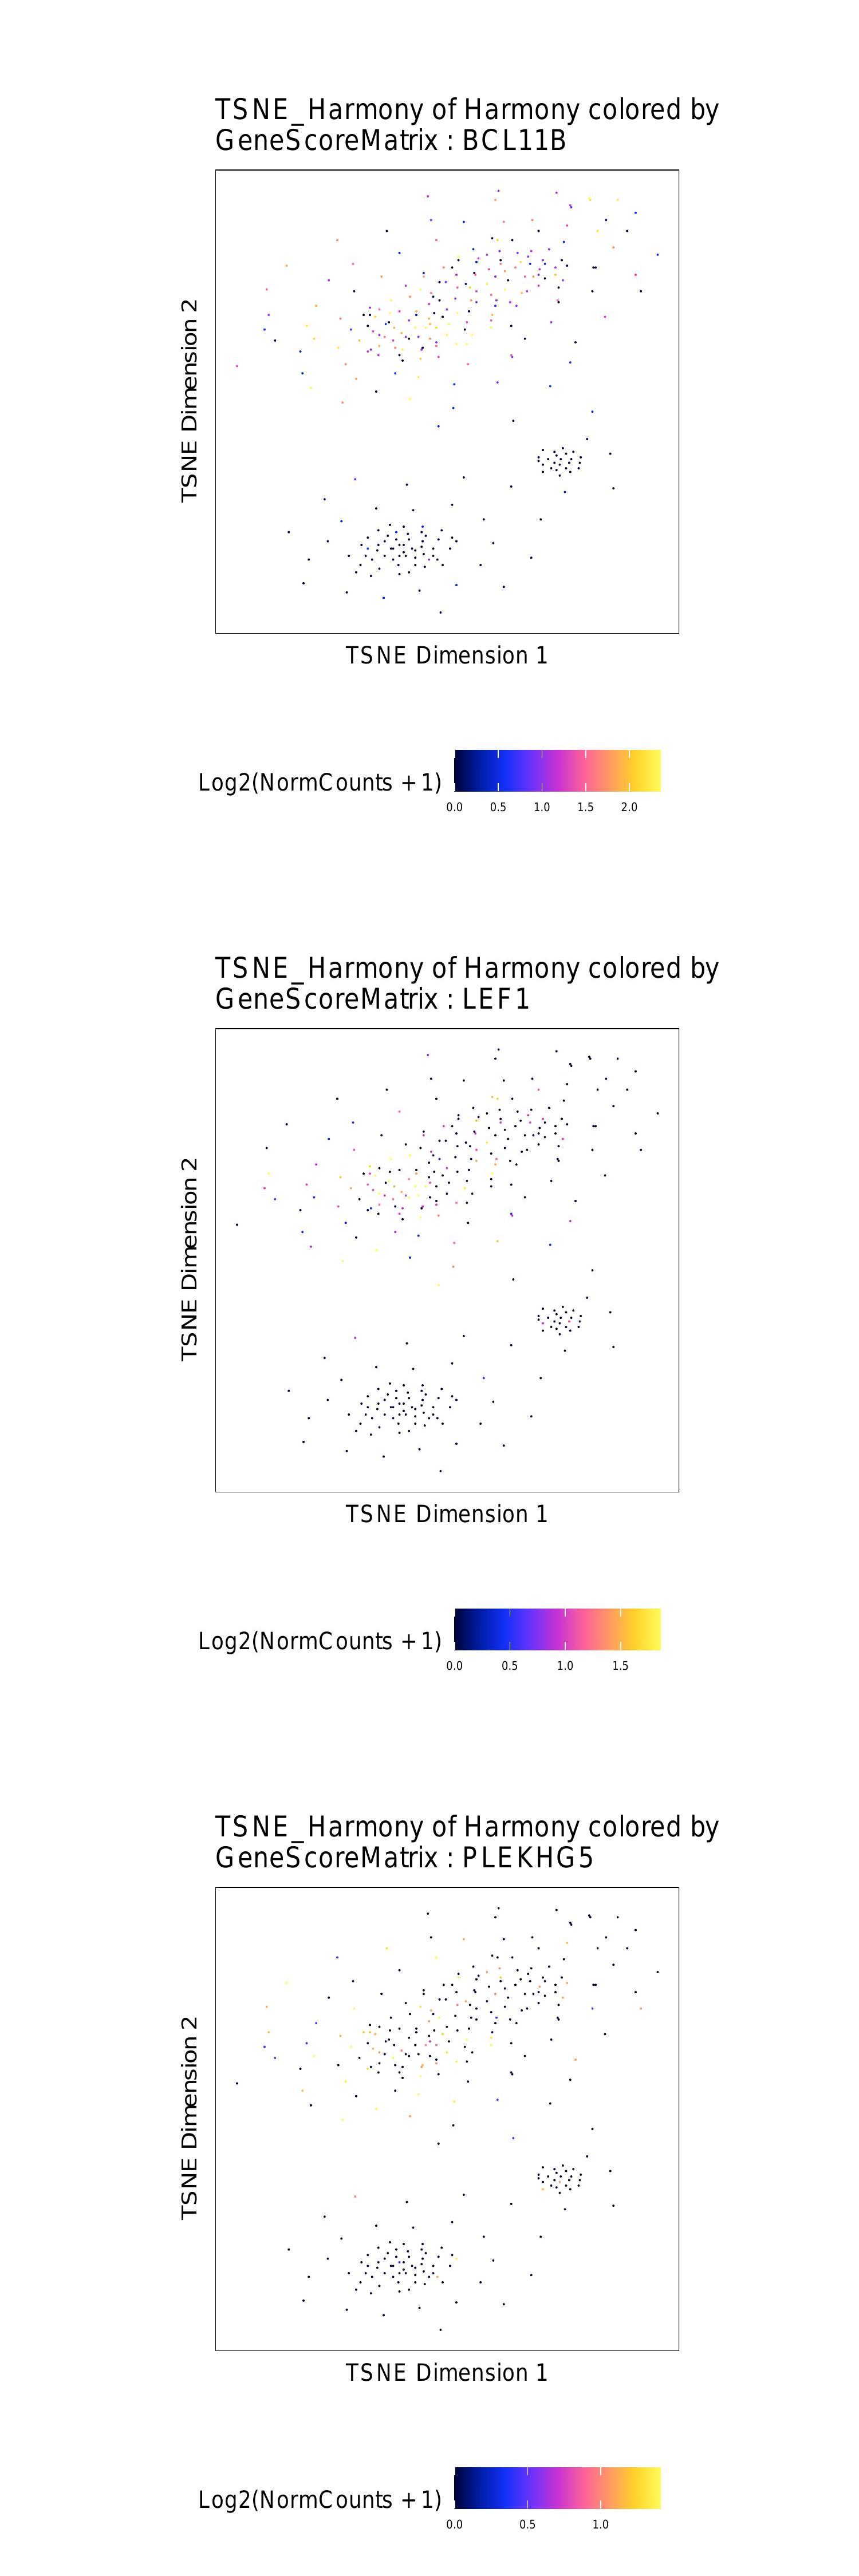 TSNE_Harmony of Harmony colored by
GeneScoreMatrix : BCL11B
TSNE Dimension 2
TSNE Dimension 1
Log2(NormCounts + 1)
0.0 0.5 1.0 1.5 2.0
TSNE_Harmony of Harmony colored by
GeneScoreMatrix : LEF1
TSNE Dimension 2
TSNE Dimension 1
Log2(NormCounts + 1)
0.0 0.5 1.0 1.5
TSNE_Harmony of Harmony colored by
GeneScoreMatrix : PLEKHG5
TSNE Dimension 2
TSNE Dimension 1
Log2(NormCounts + 1)
0.0 0.5 1.0